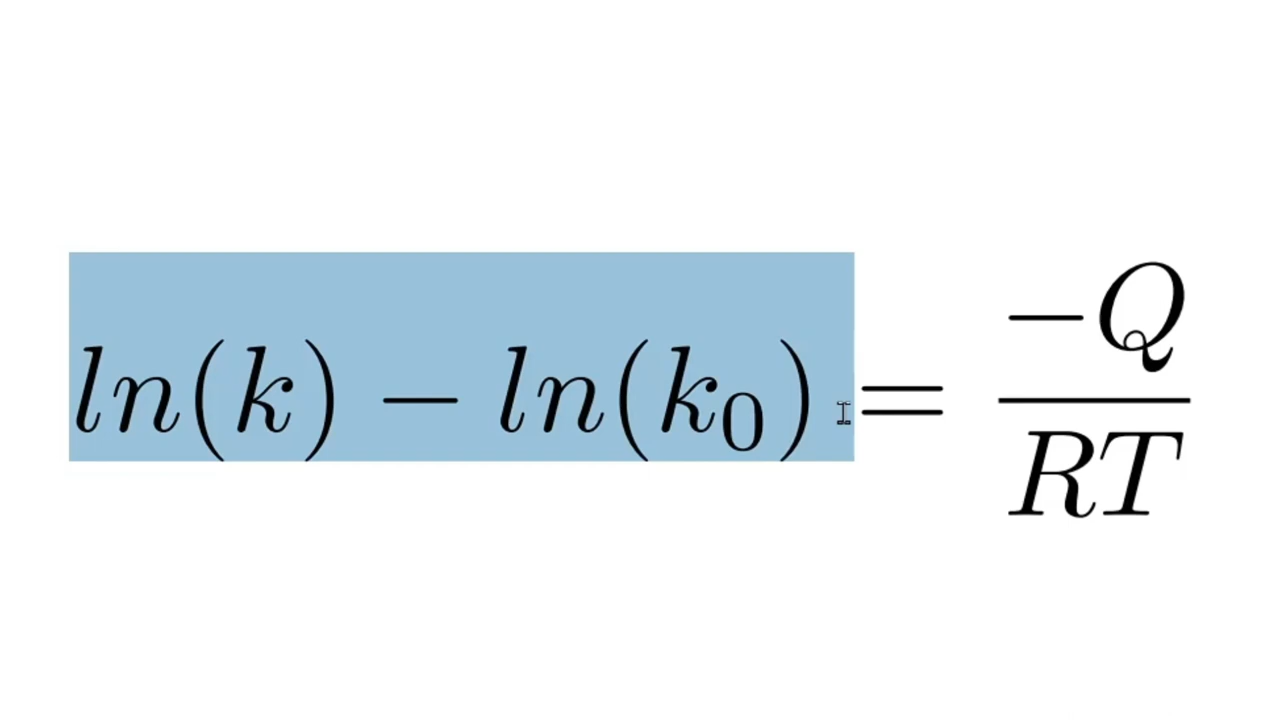 ln(k) − ln(k₀) = −Q/RT